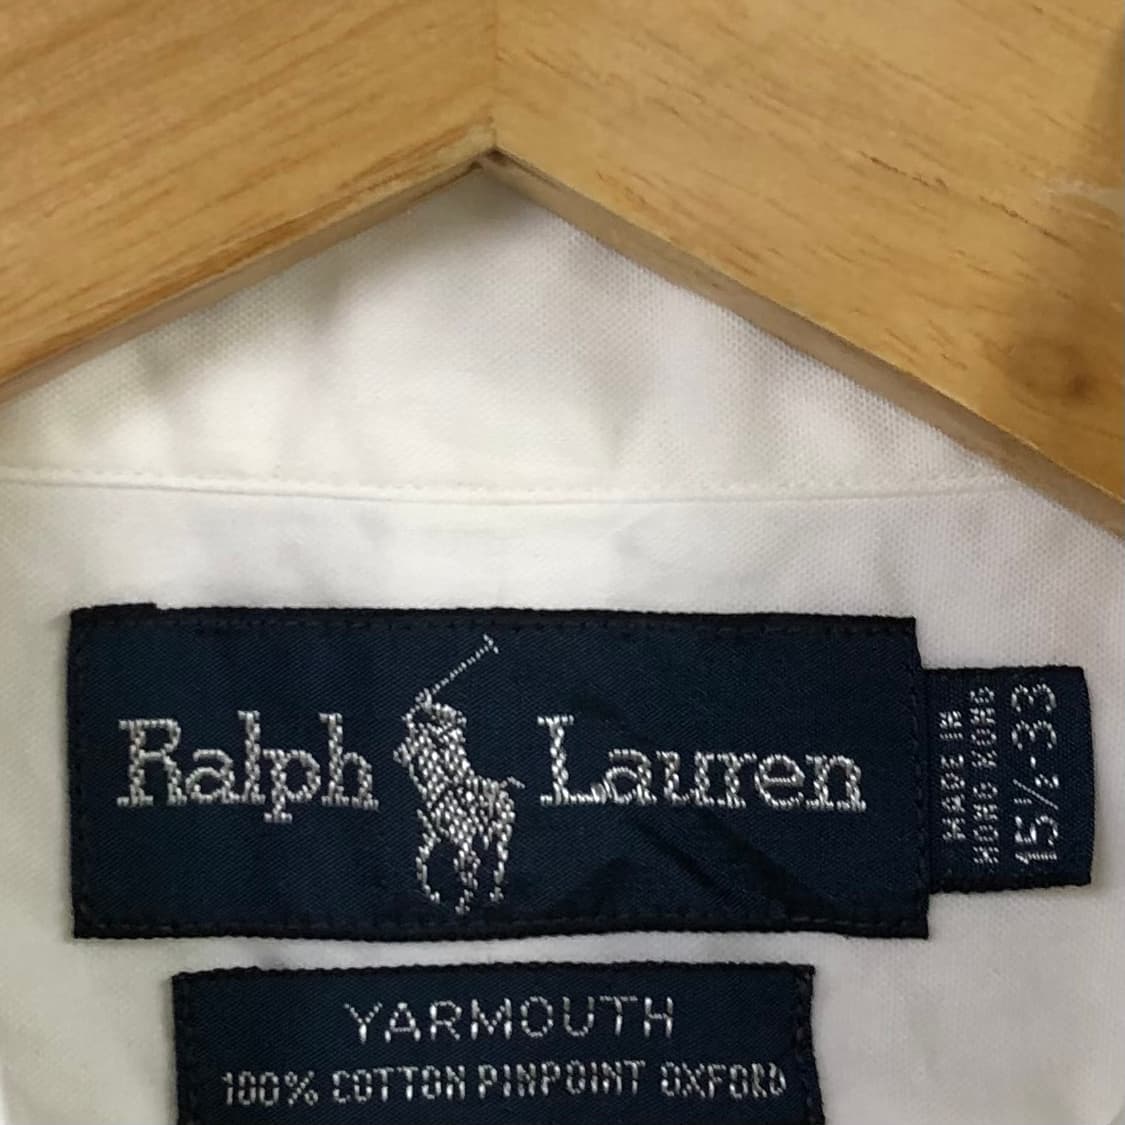 Ralph Lauren
MADE IN
HONG KONG
15½-33
YARMOUTH
100% COTTON PINPOINT OXFORD